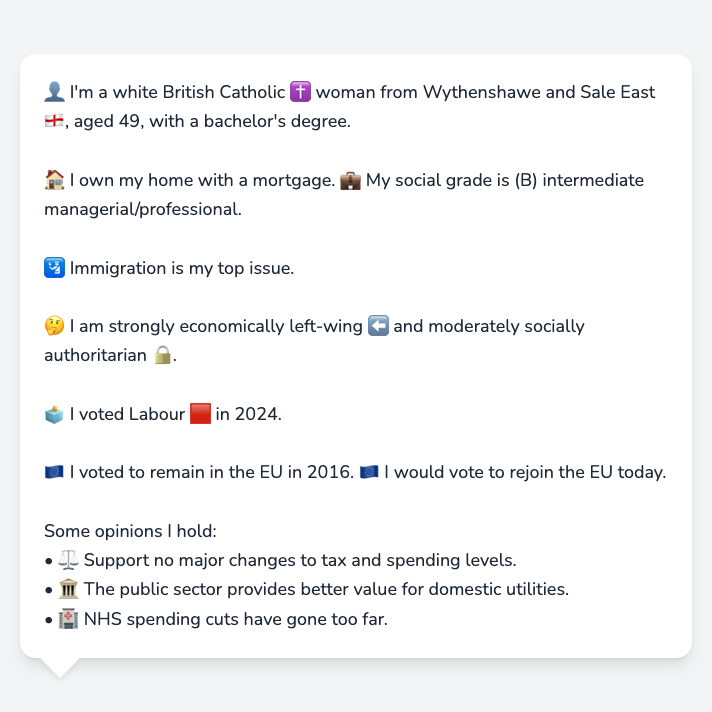 👤 I'm a white British Catholic ✝️ woman from Wythenshawe and Sale East
🏴󠁧󠁢󠁥󠁮󠁧󠁿, aged 49, with a bachelor's degree.
🏠 I own my home with a mortgage. 💼 My social grade is (B) intermediate
managerial/professional.
🛂 Immigration is my top issue.
🤔 I am strongly economically left-wing ⬅️ and moderately socially
authoritarian 🔒.
🗳️ I voted Labour 🟥 in 2024.
🇪🇺 I voted to remain in the EU in 2016. 🇪🇺 I would vote to rejoin the EU today.
Some opinions I hold:
• ⚖️ Support no major changes to tax and spending levels.
• 🏛️ The public sector provides better value for domestic utilities.
• 🏥 NHS spending cuts have gone too far.